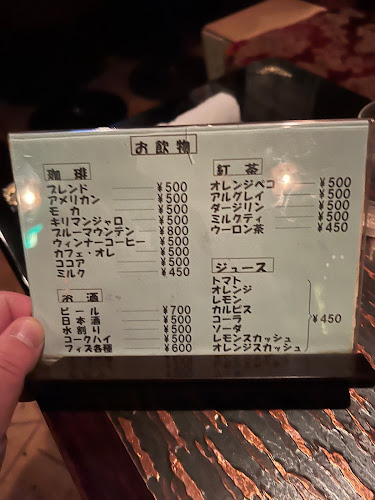 お飲物
珈琲
ブレンド ¥500
アメリカン ¥500
モカ ¥500
キリマンジャロ ¥500
ブルーマウンテン ¥800
ウィンナーコーヒー ¥500
カフェ・オレ ¥500
ココア ¥500
ミルク ¥450
お酒
ビール ¥700
日本酒 ¥500
水割り ¥500
コークハイ ¥500
フィズ各種 ¥600
紅茶
オレンジペコ ¥500
アルグレイ ¥500
ダージリン ¥500
ミルクティ ¥500
ウーロン茶 ¥450
ジュース
トマト
オレンジ
レモン
カルピス
コーラ ¥450
ソーダ
レモンスカッシュ
オレンジスカッシュ